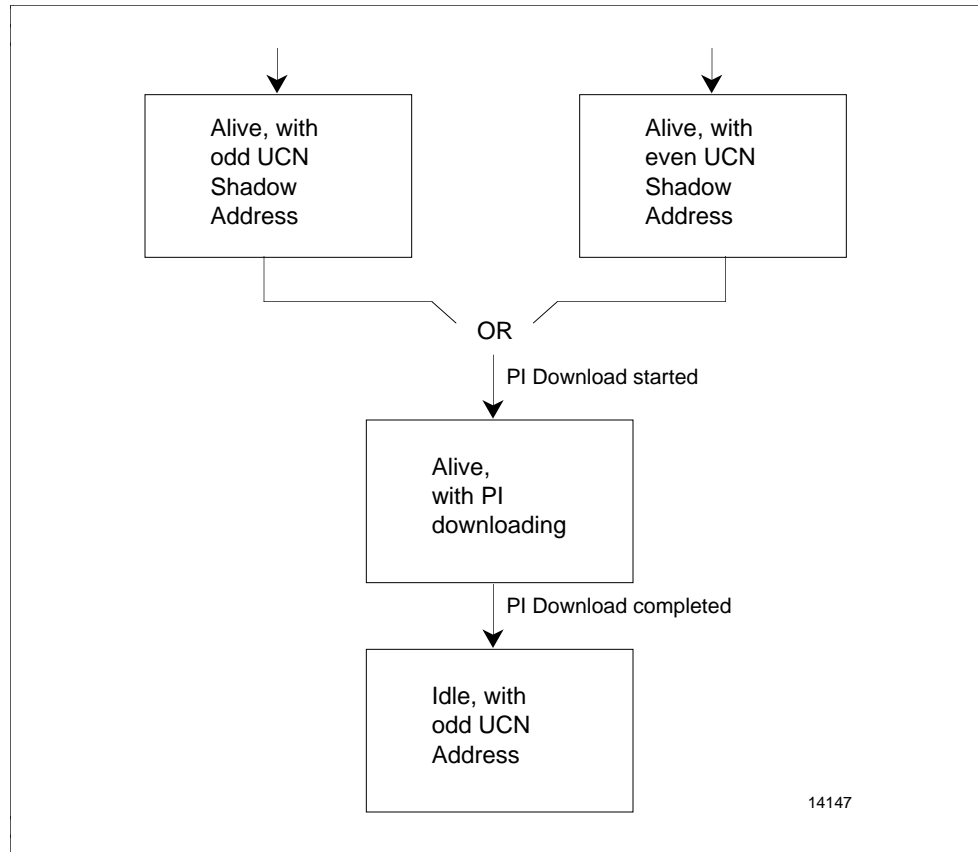 Alive, with
odd UCN
Shadow
Address
Alive, with
even UCN
Shadow
Address
OR
PI Download started
Alive,
with PI
downloading
PI Download completed
Idle, with
odd UCN
Address
14147